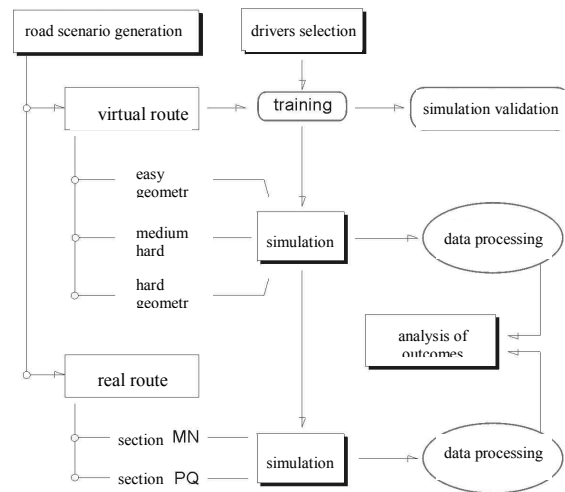 road scenario generation
drivers selection
virtual route
training
simulation validation
easy
geometr
medium
hard
hard
geometr
simulation
data processing
analysis of
outcomes
real route
section MN
section PQ
simulation
data processing